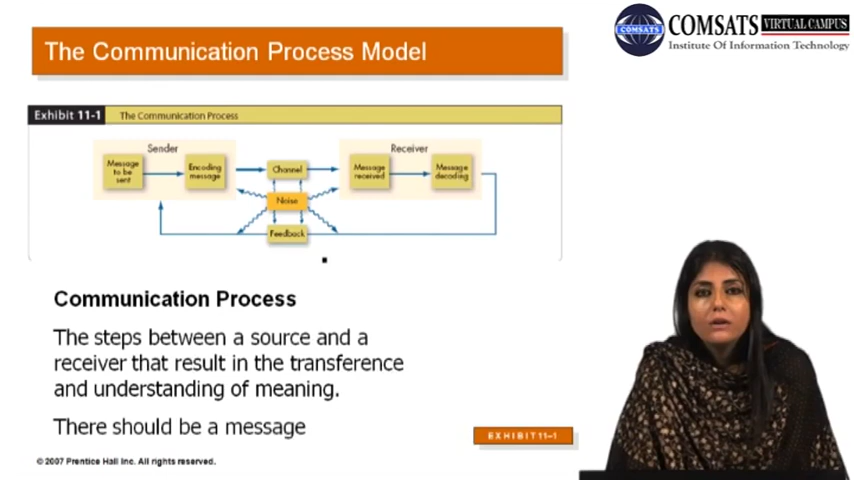 The Communication Process Model
COMSATS VIRTUAL CAMPUS
COMSATS
Institute Of Information Technology
Exhibit 11-1 The Communication Process
Sender
Receiver
Message
to be
sent
Encoding
message
Channel
Message
received
Message
decoding
Noise
Feedback
Communication Process
The steps between a source and a
receiver that result in the transference
and understanding of meaning.
There should be a message
EXHIBIT 11–1
© 2007 Prentice Hall Inc. All rights reserved.